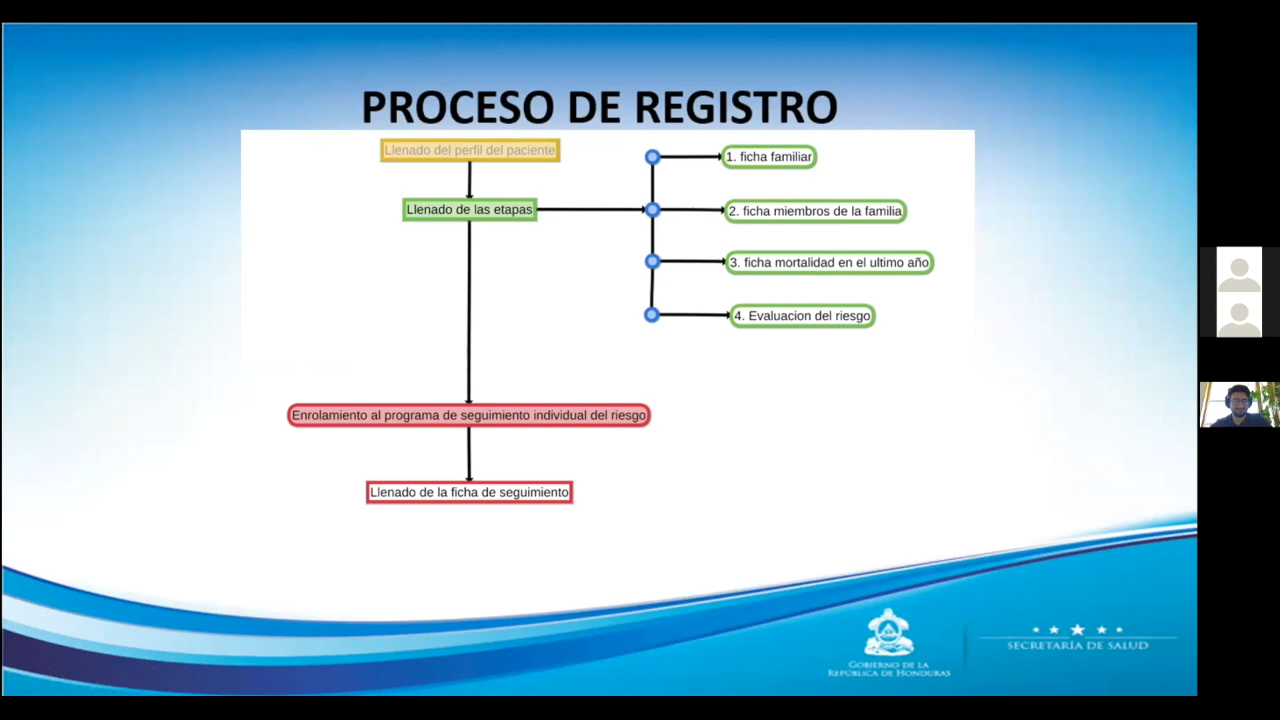 PROCESO DE REGISTRO
Llenado del perfil del paciente
Llenado de las etapas
1. ficha familiar
2. ficha miembros de la familia
3. ficha mortalidad en el ultimo año
4. Evaluacion del riesgo
Enrolamiento al programa de seguimiento individual del riesgo
Llenado de la ficha de seguimiento
GOBIERNO DE LA
REPÚBLICA DE HONDURAS
SECRETARÍA DE SALUD